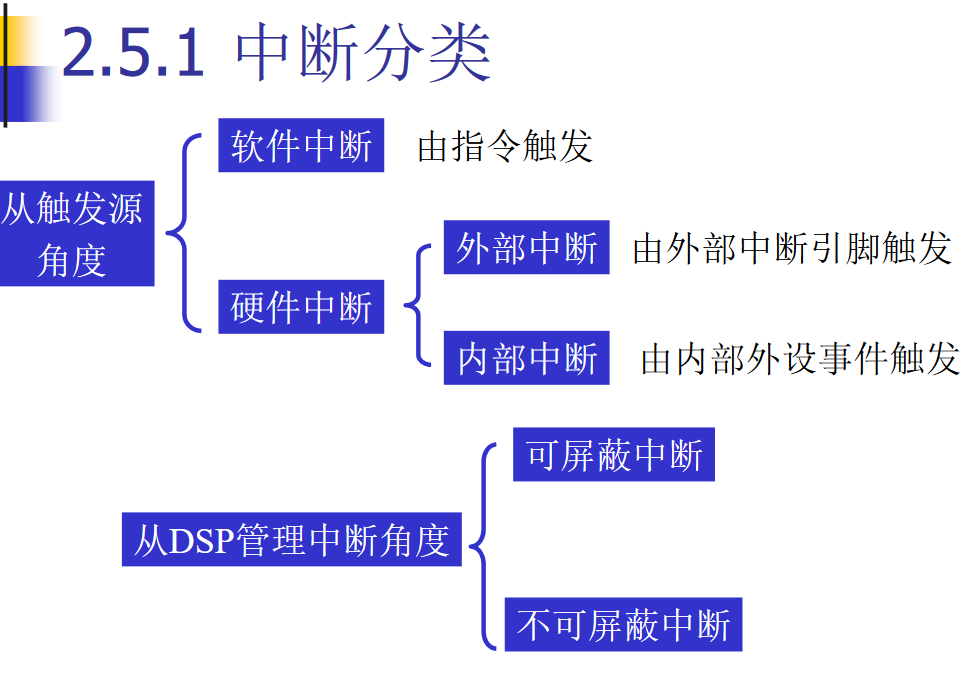 2.5.1 中断分类
软件中断 由指令触发
从触发源
角度
外部中断 由外部中断引脚触发
硬件中断
内部中断 由内部外设事件触发
可屏蔽中断
从DSP管理中断角度
不可屏蔽中断